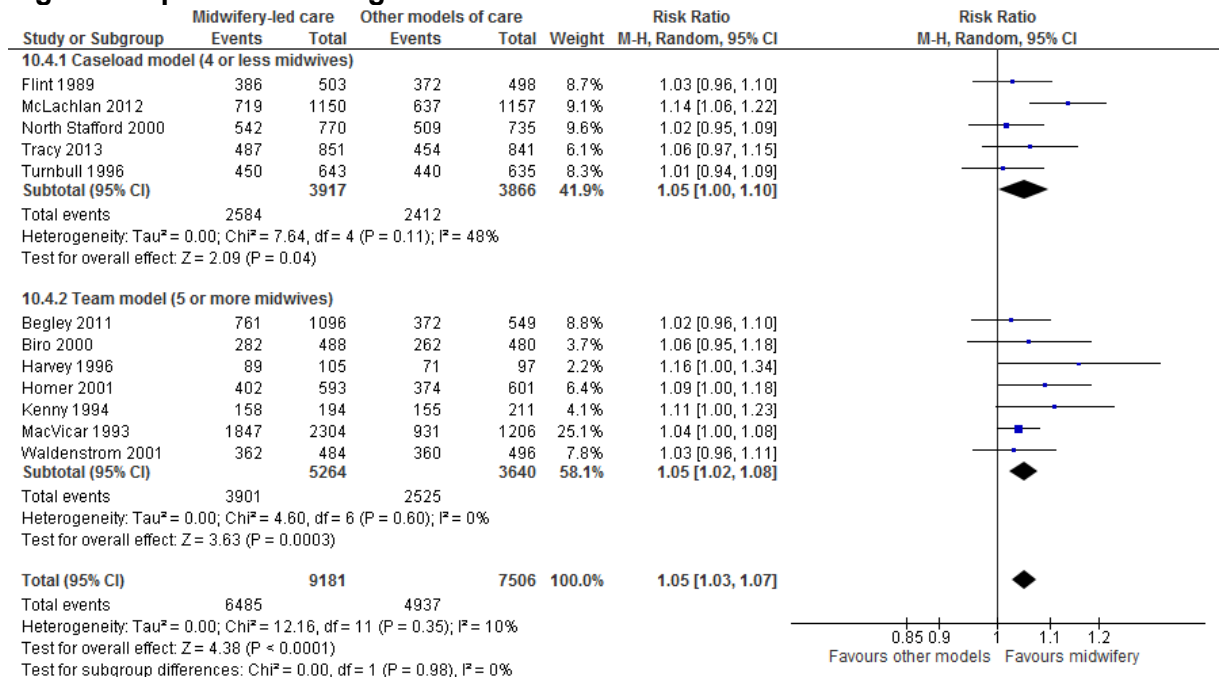 Midwifery-led care Other models of care Risk Ratio Risk Ratio
Study or Subgroup Events Total Events Total Weight M-H, Random, 95% CI M-H, Random, 95% CI
10.4.1 Caseload model (4 or less midwives)
Flint 1989 386 503 372 498 8.7% 1.03 [0.96, 1.10]
McLachlan 2012 719 1150 637 1157 9.1% 1.14 [1.06, 1.22]
North Stafford 2000 542 770 509 735 9.6% 1.02 [0.95, 1.09]
Tracy 2013 487 851 454 841 6.1% 1.06 [0.97, 1.15]
Turnbull 1996 450 643 440 635 8.3% 1.01 [0.94, 1.09]
Subtotal (95% CI) 3917 3866 41.9% 1.05 [1.00, 1.10]
Total events 2584 2412
Heterogeneity: Tau² = 0.00; Chi² = 7.64, df = 4 (P = 0.11); I² = 48%
Test for overall effect: Z = 2.09 (P = 0.04)
10.4.2 Team model (5 or more midwives)
Begley 2011 761 1096 372 549 8.8% 1.02 [0.96, 1.10]
Biro 2000 282 488 262 480 3.7% 1.06 [0.95, 1.18]
Harvey 1996 89 105 71 97 2.2% 1.16 [1.00, 1.34]
Homer 2001 402 593 374 601 6.4% 1.09 [1.00, 1.18]
Kenny 1994 158 194 155 211 4.1% 1.11 [1.00, 1.23]
MacVicar 1993 1847 2304 931 1206 25.1% 1.04 [1.00, 1.08]
Waldenstrom 2001 362 484 360 496 7.8% 1.03 [0.96, 1.11]
Subtotal (95% CI) 5264 3640 58.1% 1.05 [1.02, 1.08]
Total events 3901 2525
Heterogeneity: Tau² = 0.00; Chi² = 4.60, df = 6 (P = 0.60); I² = 0%
Test for overall effect: Z = 3.63 (P = 0.0003)
Total (95% CI) 9181 7506 100.0% 1.05 [1.03, 1.07]
Total events 6485 4937
Heterogeneity: Tau² = 0.00; Chi² = 12.16, df = 11 (P = 0.35); I² = 10%
Test for overall effect: Z = 4.38 (P < 0.0001)
Test for subgroup differences: Chi² = 0.00, df = 1 (P = 0.98), I² = 0%
0.85 0.9 1 1.1 1.2
Favours other models Favours midwifery